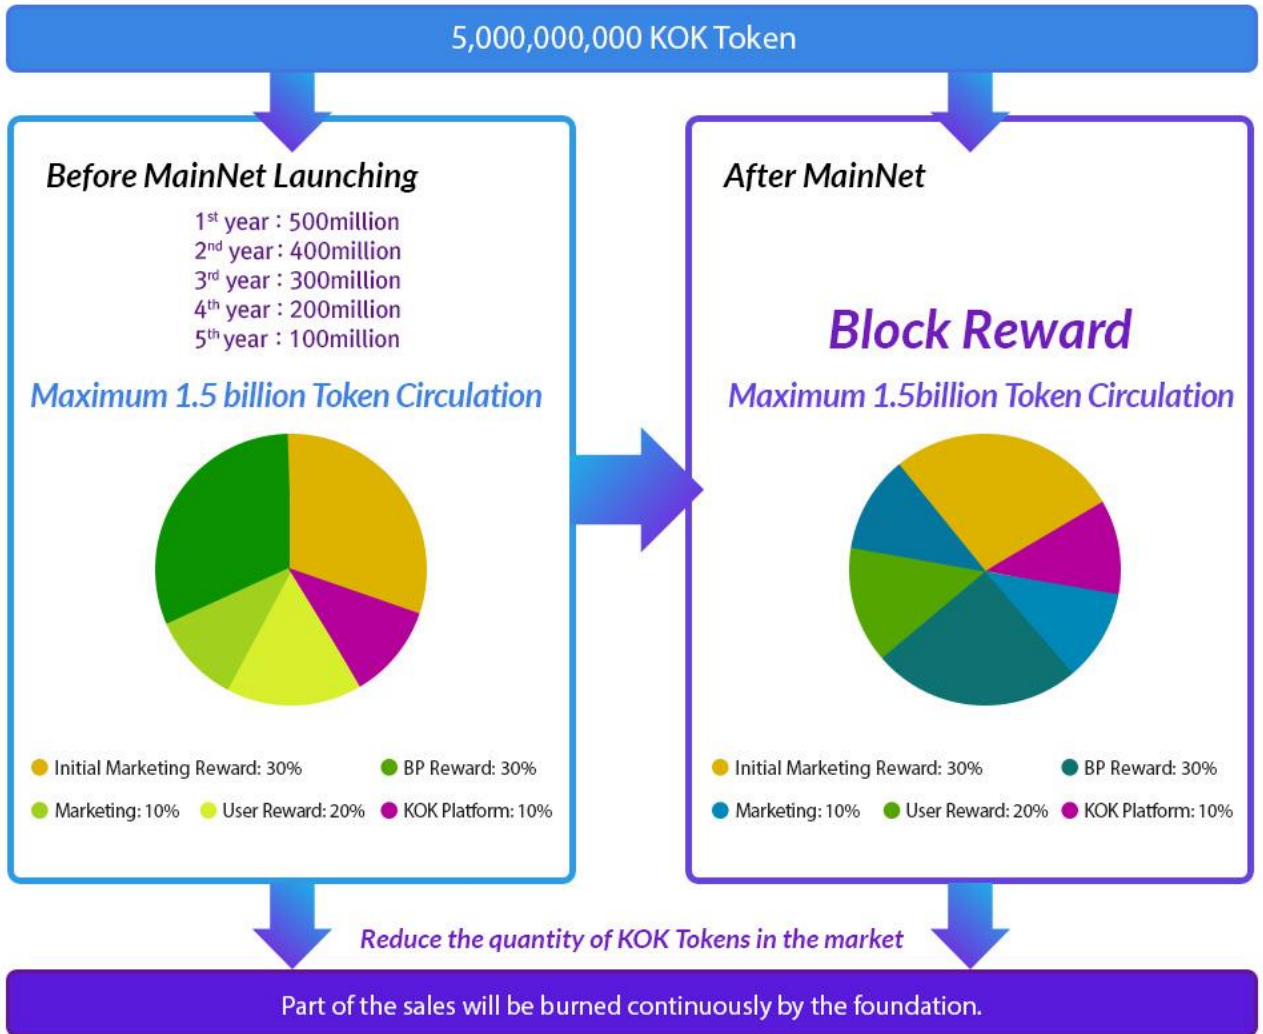 5,000,000,000 KOK Token
Before MainNet Launching
1st year : 500million
2nd year : 400million
3rd year : 300million
4th year : 200million
5th year : 100million
Maximum 1.5 billion Token Circulation
Initial Marketing Reward: 30%
BP Reward: 30%
Marketing: 10%
User Reward: 20%
KOK Platform: 10%
After MainNet
Block Reward
Maximum 1.5billion Token Circulation
Initial Marketing Reward: 30%
BP Reward: 30%
Marketing: 10%
User Reward: 20%
KOK Platform: 10%
Reduce the quantity of KOK Tokens in the market
Part of the sales will be burned continuously by the foundation.